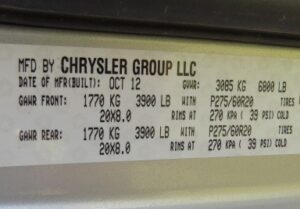 MFD BY CHRYSLER GROUP LLC
DATE OF MFR(BUILT): OCT 12 GVWR: 3085 KG 6800 LB
GAWR FRONT: 1770 KG 3900 LB WITH P275/60R20 TIRES
20X8.0 RIMS AT 270 KPA ( 39 PSI) COLD
GAWR REAR: 1770 KG 3900 LB WITH P275/60R20 TIRES
20X8.0 RIMS AT 270 KPA ( 39 PSI) COLD